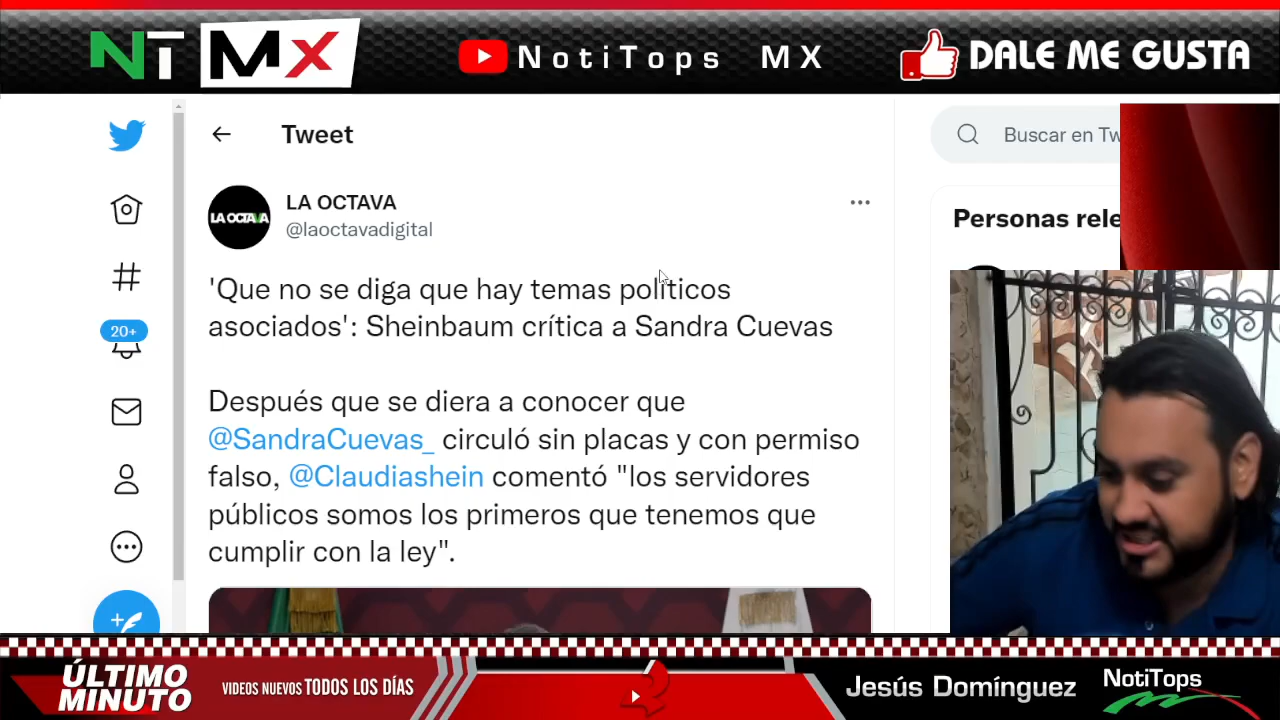 NT MX
NotiTops MX
DALE ME GUSTA
Tweet
Buscar en Tw
LA OCTAVA
LA OCTAVA
@laoctavadigital
Personas rele
'Que no se diga que hay temas políticos
asociados': Sheinbaum crítica a Sandra Cuevas
20+
Después que se diera a conocer que
@SandraCuevas_ circuló sin placas y con permiso
falso, @Claudiashein comentó "los servidores
públicos somos los primeros que tenemos que
cumplir con la ley".
ÚLTIMO
MINUTO
VIDEOS NUEVOS TODOS LOS DÍAS
Jesús Domínguez
NotiTops